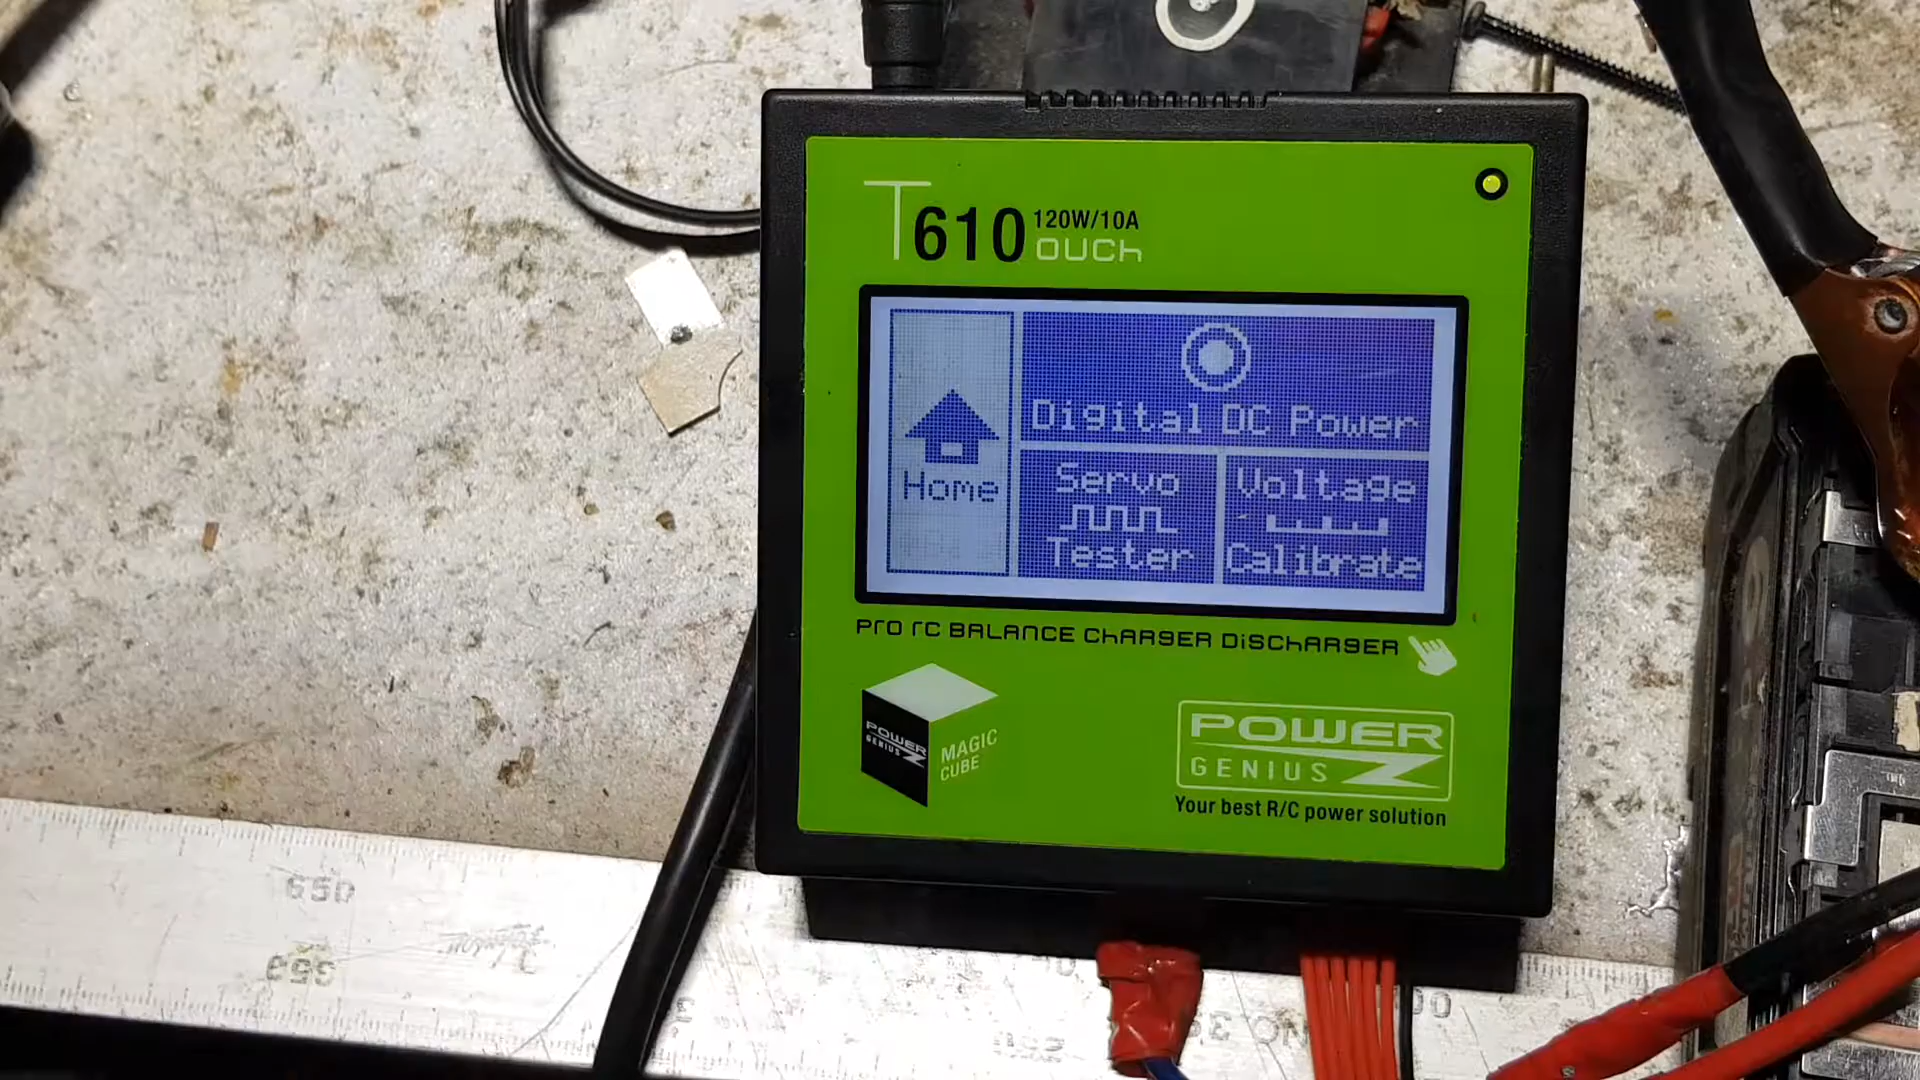 T610 120W/10A
ouch
Digital DC Power
Home
Servo
Tester
Voltage
Calibrate
Pro rc BALANCE CHARGER DISCHARGER
POWER
GENIUS
MAGIC
CUBE
POWER
GENIUS
Your best R/C power solution